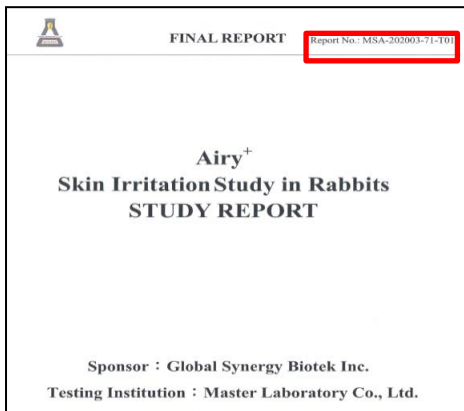 FINAL REPORT Report No.: MSA-202003-71-T01
Airy⁺
Skin Irritation Study in Rabbits
STUDY REPORT
Sponsor：Global Synergy Biotek Inc.
Testing Institution：Master Laboratory Co., Ltd.